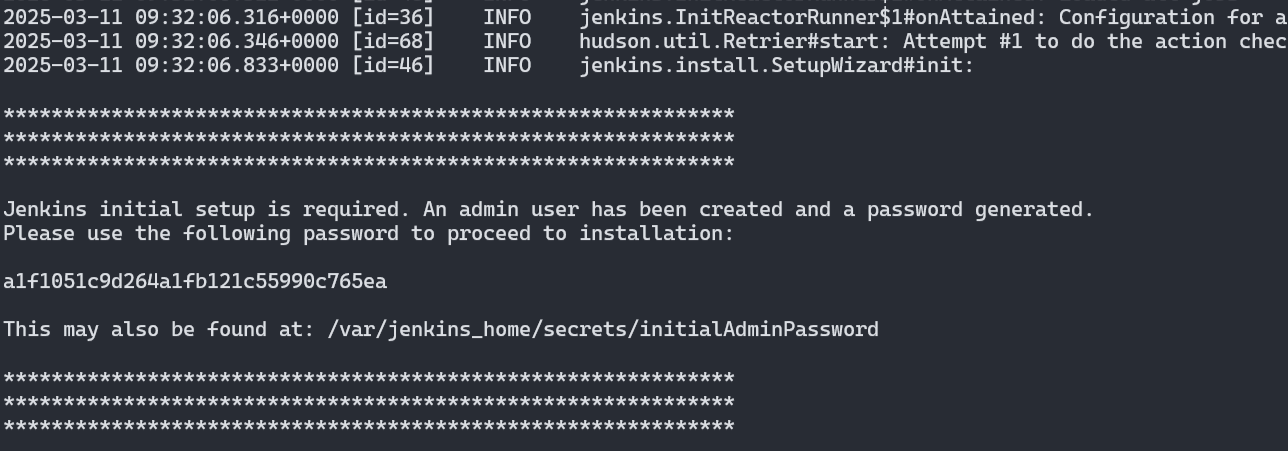 2025-03-11 09:32:06.316+0000 [id=36]    INFO    jenkins.InitReactorRunner$1#onAttained: Configuration for a
2025-03-11 09:32:06.346+0000 [id=68]    INFO    hudson.util.Retrier#start: Attempt #1 to do the action chec
2025-03-11 09:32:06.833+0000 [id=46]    INFO    jenkins.install.SetupWizard#init:
*************************************************************
*************************************************************
*************************************************************
Jenkins initial setup is required. An admin user has been created and a password generated.
Please use the following password to proceed to installation:
a1f1051c9d264a1fb121c55990c765ea
This may also be found at: /var/jenkins_home/secrets/initialAdminPassword
*************************************************************
*************************************************************
*************************************************************